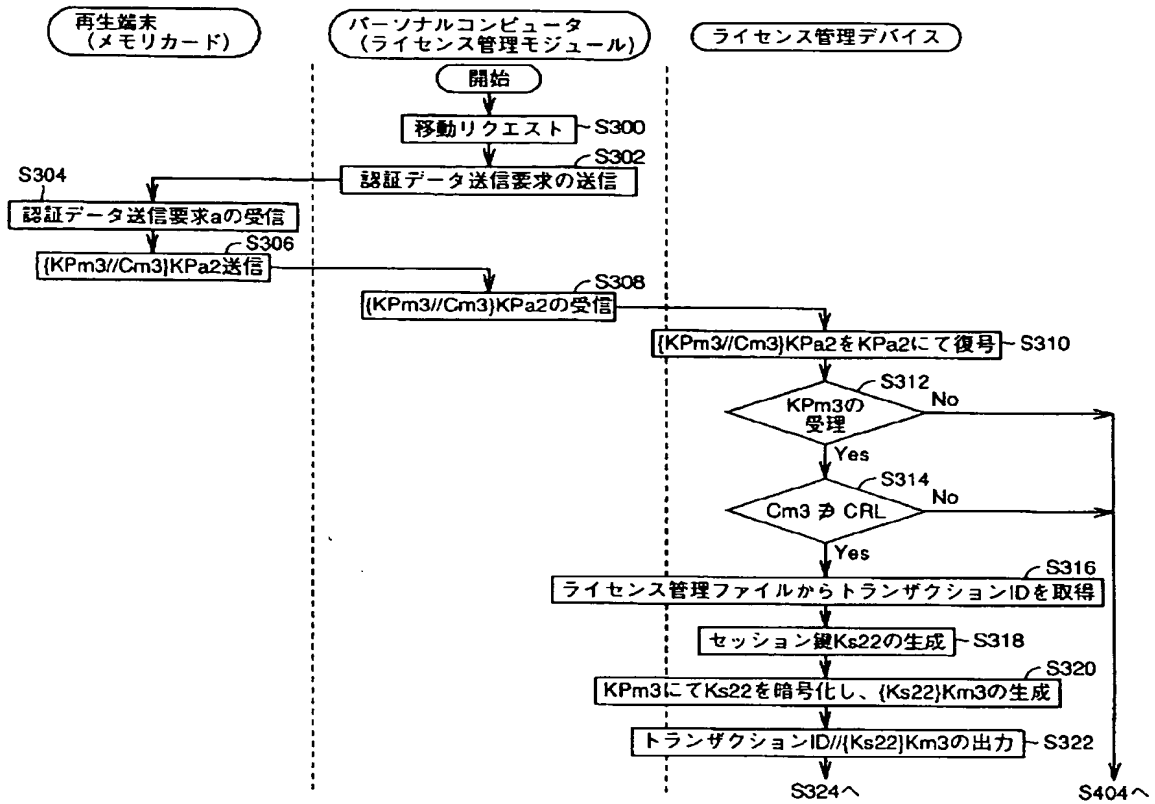 再生端末
(メモリカード)
パーソナルコンピュータ
(ライセンス管理モジュール)
ライセンス管理デバイス
開始
移動リクエスト
S300
S302
認証データ送信要求の送信
S304
認証データ送信要求aの受信
S306
{KPm3//Cm3}KPa2送信
S308
{KPm3//Cm3}KPa2の受信
{KPm3//Cm3}KPa2をKPa2にて復号
S310
S312
KPm3の
受理
No
Yes
S314
Cm3 ∌ CRL
No
Yes
S316
ライセンス管理ファイルからトランザクションIDを取得
セッション鍵Ks22の生成
S318
S320
KPm3にてKs22を暗号化し、{Ks22}Km3の生成
トランザクションID//{Ks22}Km3の出力
S322
S324へ
S404へ